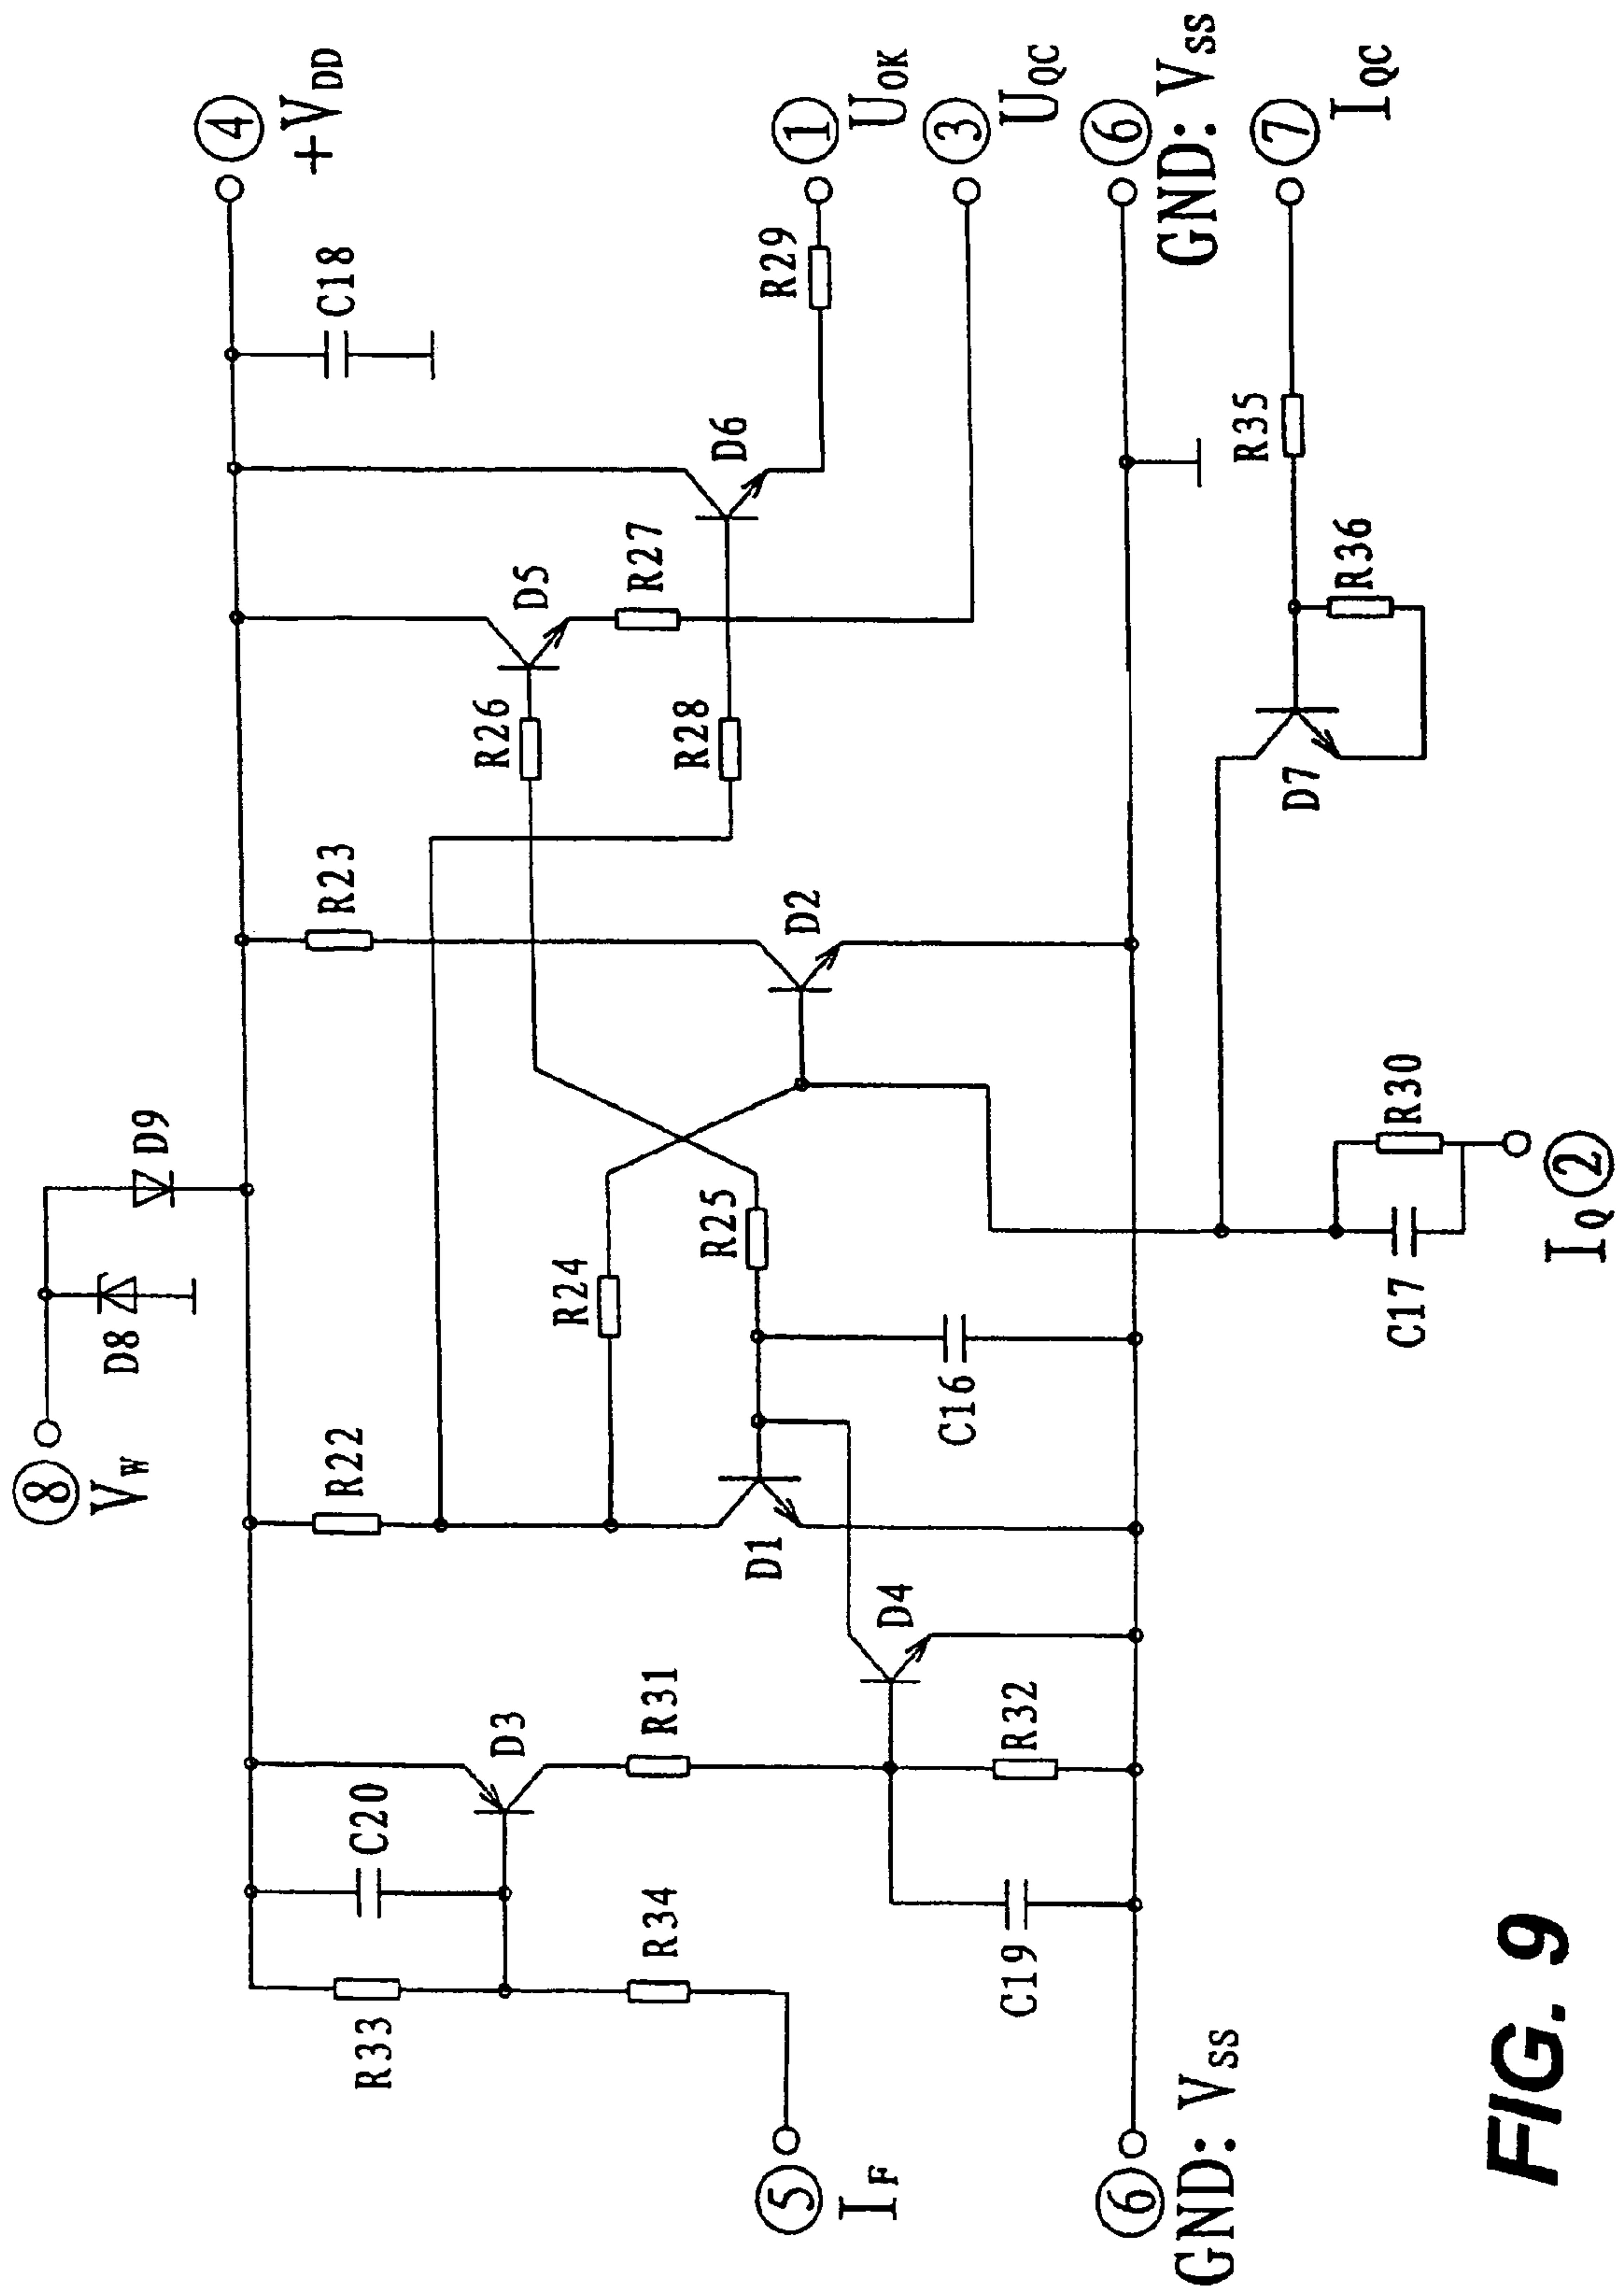 8
V_W
D8
D9
4
+V_DD
C18
R22
R23
C20
R33
D3
R34
R31
R24
R25
R26
D5
R27
D6
R28
R29
1
U_OK
3
U_QC
5
I_F
D1
D4
D2
C16
C19
R32
6
GND: V_SS
6
GND: V_SS
7
I_QC
R35
R36
D7
C17
R30
I_Q 2
FIG. 9